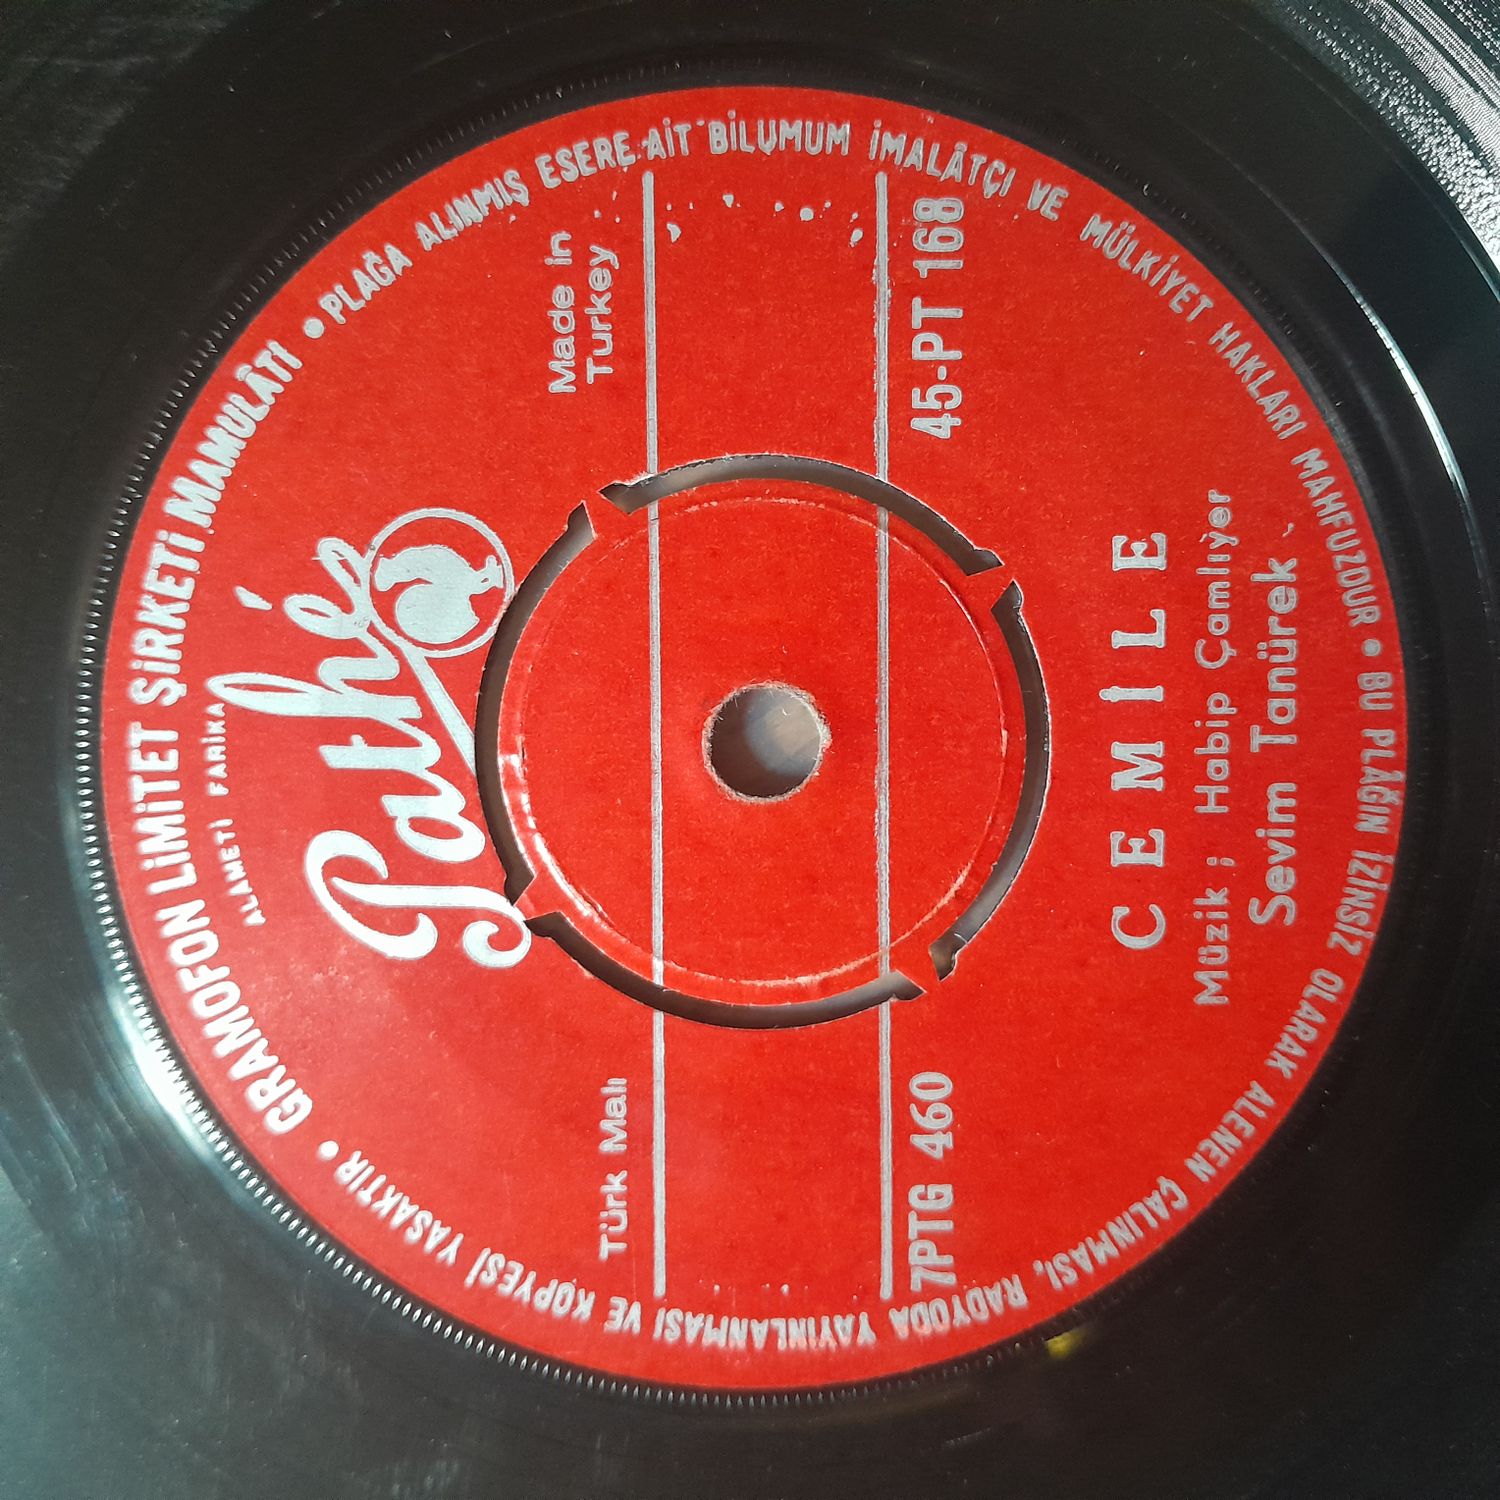 GRAMOFON LİMİTET ŞİRKETİ MAMULÂTI • PLAĞA ALINMIŞ ESERE AİT BİLUMUM İMALÂTÇI VE MÜLKİYET HAKLARI MAHFUZDUR • BU PLÂĞIN İZİNSİZ OLARAK ALENEN ÇALINMASI, RADYODA YAYINLANMASI VE KOPYESİ YASAKTIR •
ALÂMETİ FARİKA
Pathé
Türk Malı
Made in
Turkey
7PTG 460
45-PT 168
CEMİLE
Müzik ; Habip Çamlıyer
Sevim Tanürek